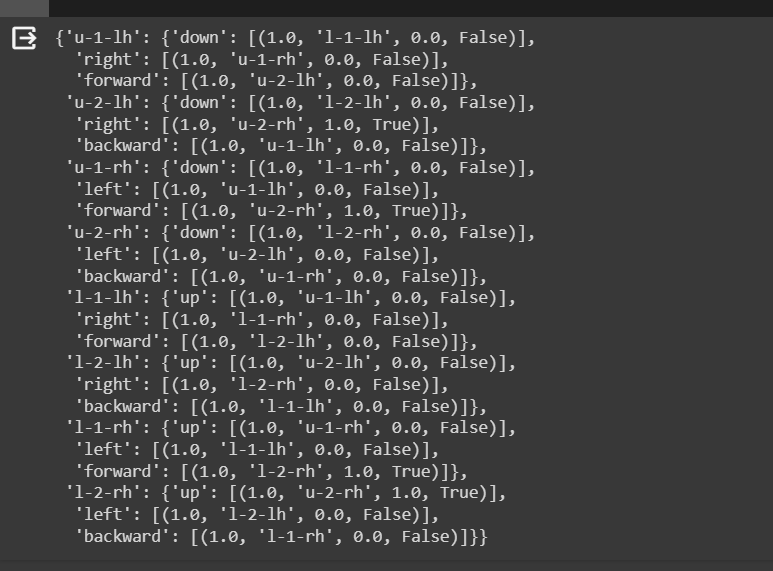 {'u-1-lh': {'down': [(1.0, 'l-1-lh', 0.0, False)],
'right': [(1.0, 'u-1-rh', 0.0, False)],
'forward': [(1.0, 'u-2-lh', 0.0, False)]},
'u-2-lh': {'down': [(1.0, 'l-2-lh', 0.0, False)],
'right': [(1.0, 'u-2-rh', 1.0, True)],
'backward': [(1.0, 'u-1-lh', 0.0, False)]},
'u-1-rh': {'down': [(1.0, 'l-1-rh', 0.0, False)],
'left': [(1.0, 'u-1-lh', 0.0, False)],
'forward': [(1.0, 'u-2-rh', 1.0, True)]},
'u-2-rh': {'down': [(1.0, 'l-2-rh', 0.0, False)],
'left': [(1.0, 'u-2-lh', 0.0, False)],
'backward': [(1.0, 'u-1-rh', 0.0, False)]},
'l-1-lh': {'up': [(1.0, 'u-1-lh', 0.0, False)],
'right': [(1.0, 'l-1-rh', 0.0, False)],
'forward': [(1.0, 'l-2-lh', 0.0, False)]},
'l-2-lh': {'up': [(1.0, 'u-2-lh', 0.0, False)],
'right': [(1.0, 'l-2-rh', 0.0, False)],
'backward': [(1.0, 'l-1-lh', 0.0, False)]},
'l-1-rh': {'up': [(1.0, 'u-1-rh', 0.0, False)],
'left': [(1.0, 'l-1-lh', 0.0, False)],
'forward': [(1.0, 'l-2-rh', 1.0, True)]},
'l-2-rh': {'up': [(1.0, 'u-2-rh', 1.0, True)],
'left': [(1.0, 'l-2-lh', 0.0, False)],
'backward': [(1.0, 'l-1-rh', 0.0, False)]}}